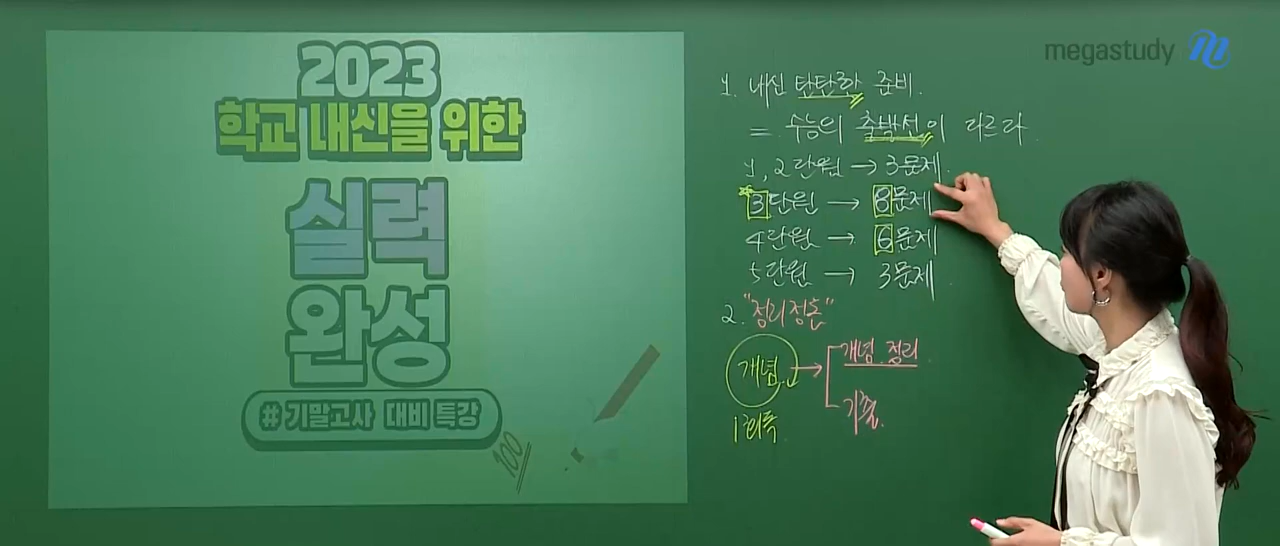 megastudy
2023
학교 내신을 위한
실력
완성
# 기말고사 대비 특강
100
1. 내신 탄탄한 준비.
= 수능의 출발선이 다르다.
1, 2단원 → 3문제.
3단원 → 8문제
4단원 → 6문제
5단원 → 3문제
2. "정리정돈"
개념 → 개념 정리
기출.
1회독